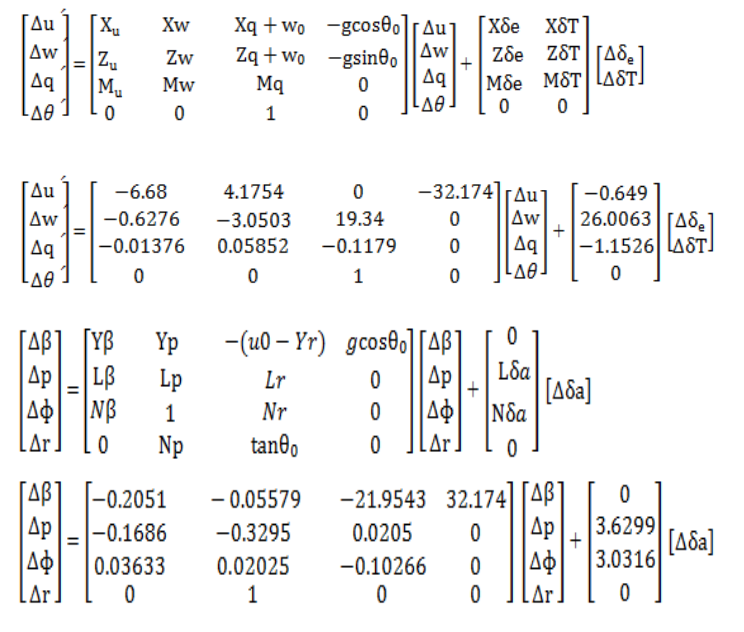 [Δu´] [X_u Xw Xq + w₀ −gcosθ₀] [Δu] [Xδe XδT]
[Δw] = [Z_u Zw Zq + w₀ −gsinθ₀] [Δw] + [Zδe ZδT] [Δδ_e]
[Δq] [M_u Mw Mq 0] [Δq] [Mδe MδT] [ΔδT]
[Δθ´] [0 0 1 0] [Δθ] [0 0]
[Δu´] [−6.68 4.1754 0 −32.174] [Δu] [−0.649]
[Δw] = [−0.6276 −3.0503 19.34 0] [Δw] + [26.0063] [Δδ_e]
[Δq] [−0.01376 0.05852 −0.1179 0] [Δq] [−1.1526] [ΔδT]
[Δθ´] [0 0 1 0] [Δθ] [0]
[Δβ] [Yβ Yp −(u0 − Yr) gcosθ₀] [Δβ] [0]
[Δp] = [Lβ Lp Lr 0] [Δp] + [Lδa] [Δδa]
[Δϕ] [Nβ 1 Nr 0] [Δϕ] [Nδa]
[Δr] [0 Np tanθ₀ 0] [Δr] [0]
[Δβ] [−0.2051 −0.05579 −21.9543 32.174] [Δβ] [0]
[Δp] = [−0.1686 −0.3295 0.0205 0] [Δp] + [3.6299] [Δδa]
[Δϕ] [0.03633 0.02025 −0.10266 0] [Δϕ] [3.0316]
[Δr] [0 1 0 0] [Δr] [0]